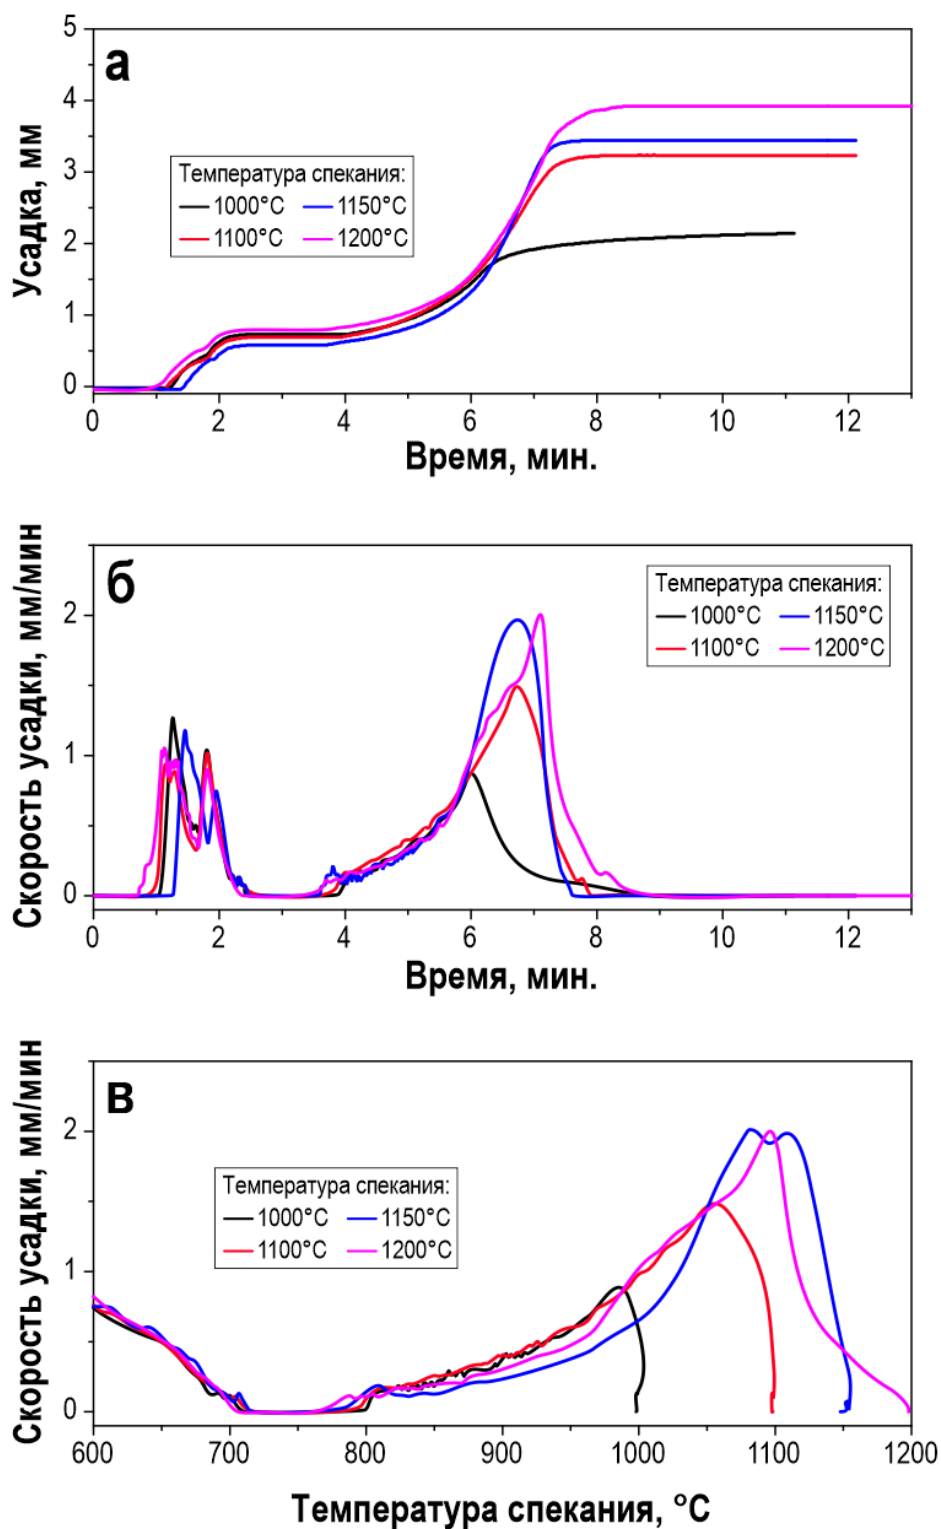 а
Усадка, мм
5
4
3
2
1
0
Температура спекания:
1000°C 1150°C
1100°C 1200°C
0 2 4 6 8 10 12
Время, мин.
б
Скорость усадки, мм/мин
2
1
0
Температура спекания:
1000°C 1150°C
1100°C 1200°C
0 2 4 6 8 10 12
Время, мин.
в
Скорость усадки, мм/мин
2
1
0
Температура спекания:
1000°C 1150°C
1100°C 1200°C
600 700 800 900 1000 1100 1200
Температура спекания, °C